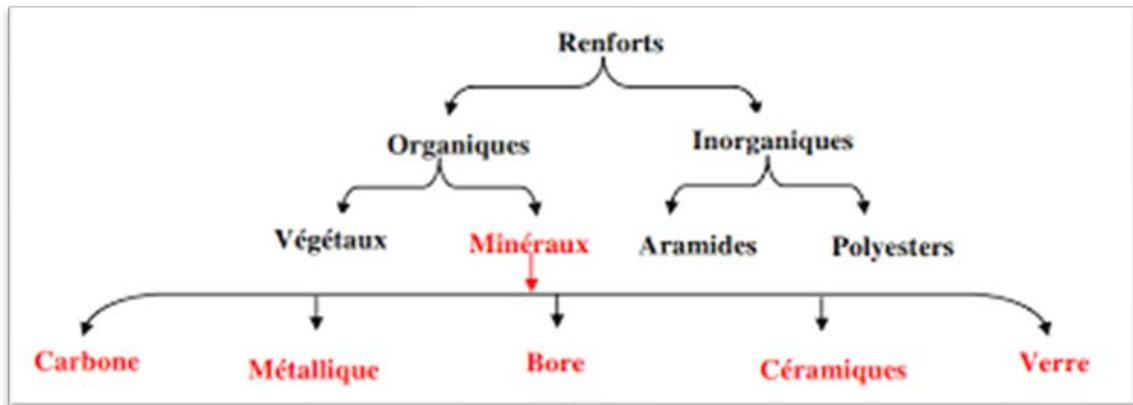 Renforts
Organiques Inorganiques
Végétaux Minéraux Aramides Polyesters
Carbone Métallique Bore Céramiques Verre